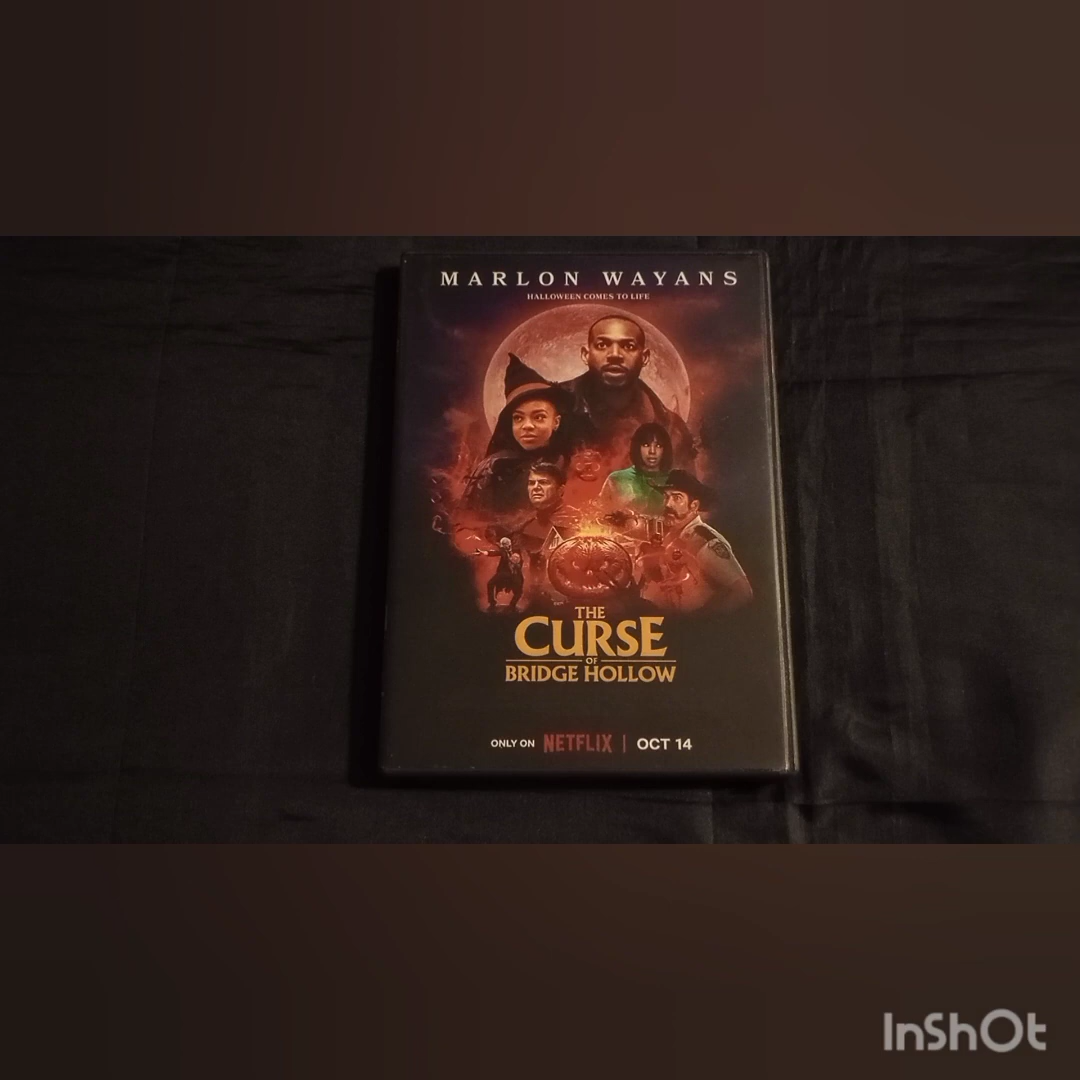 MARLON WAYANS
HALLOWEEN COMES TO LIFE
THE
CURSE
OF
BRIDGE HOLLOW
ONLY ON NETFLIX | OCT 14
InShOt